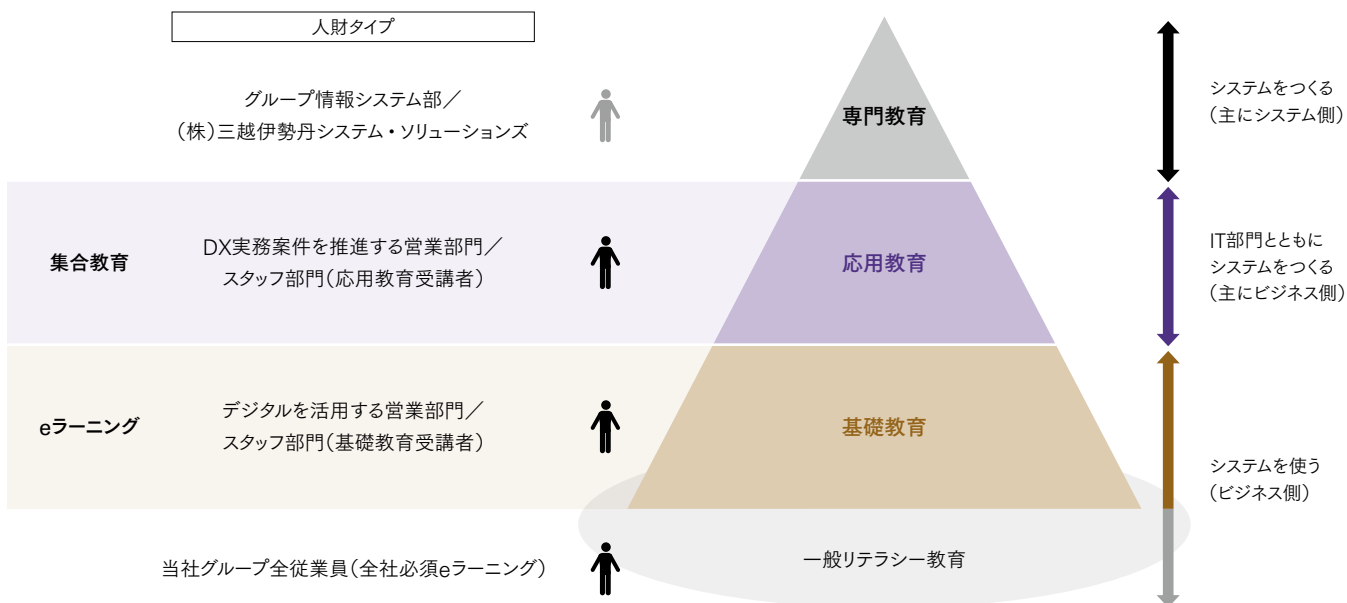 人財タイプ
グループ情報システム部／
（株）三越伊勢丹システム・ソリューションズ
専門教育
システムをつくる
（主にシステム側）
集合教育
DX実務案件を推進する営業部門／
スタッフ部門（応用教育受講者）
応用教育
IT部門とともに
システムをつくる
（主にビジネス側）
eラーニング
デジタルを活用する営業部門／
スタッフ部門（基礎教育受講者）
基礎教育
システムを使う
（ビジネス側）
当社グループ全従業員（全社必須eラーニング）
一般リテラシー教育